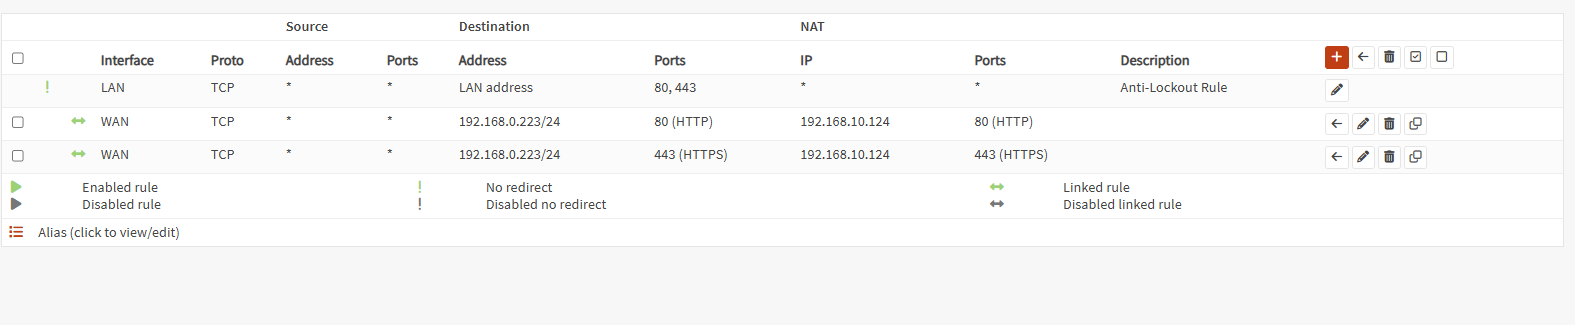 Source Destination NAT
Interface Proto Address Ports Address Ports IP Ports Description
! LAN TCP * * LAN address 80, 443 * * Anti-Lockout Rule
WAN TCP * * 192.168.0.223/24 80 (HTTP) 192.168.10.124 80 (HTTP)
WAN TCP * * 192.168.0.223/24 443 (HTTPS) 192.168.10.124 443 (HTTPS)
Enabled rule ! No redirect Linked rule
Disabled rule ! Disabled no redirect Disabled linked rule
Alias (click to view/edit)